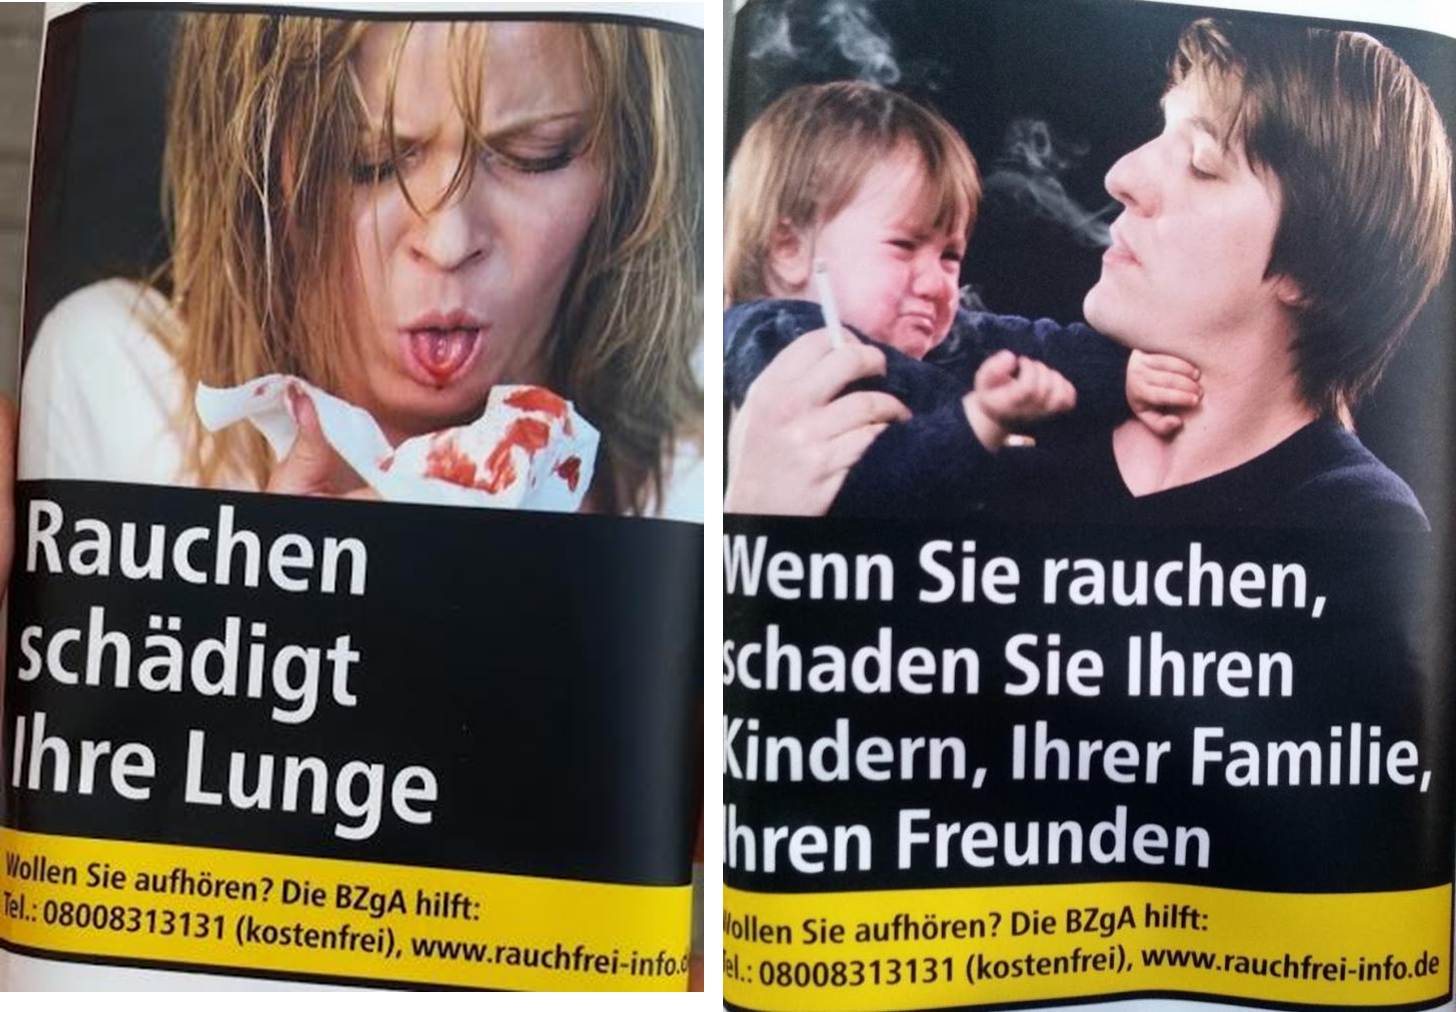 Rauchen
schädigt
Ihre Lunge
Wollen Sie aufhören? Die BZgA hilft:
Tel.: 08008313131 (kostenfrei), www.rauchfrei-info.d
Wenn Sie rauchen,
schaden Sie Ihren
Kindern, Ihrer Familie,
Ihren Freunden
Wollen Sie aufhören? Die BZgA hilft:
Tel.: 08008313131 (kostenfrei), www.rauchfrei-info.de